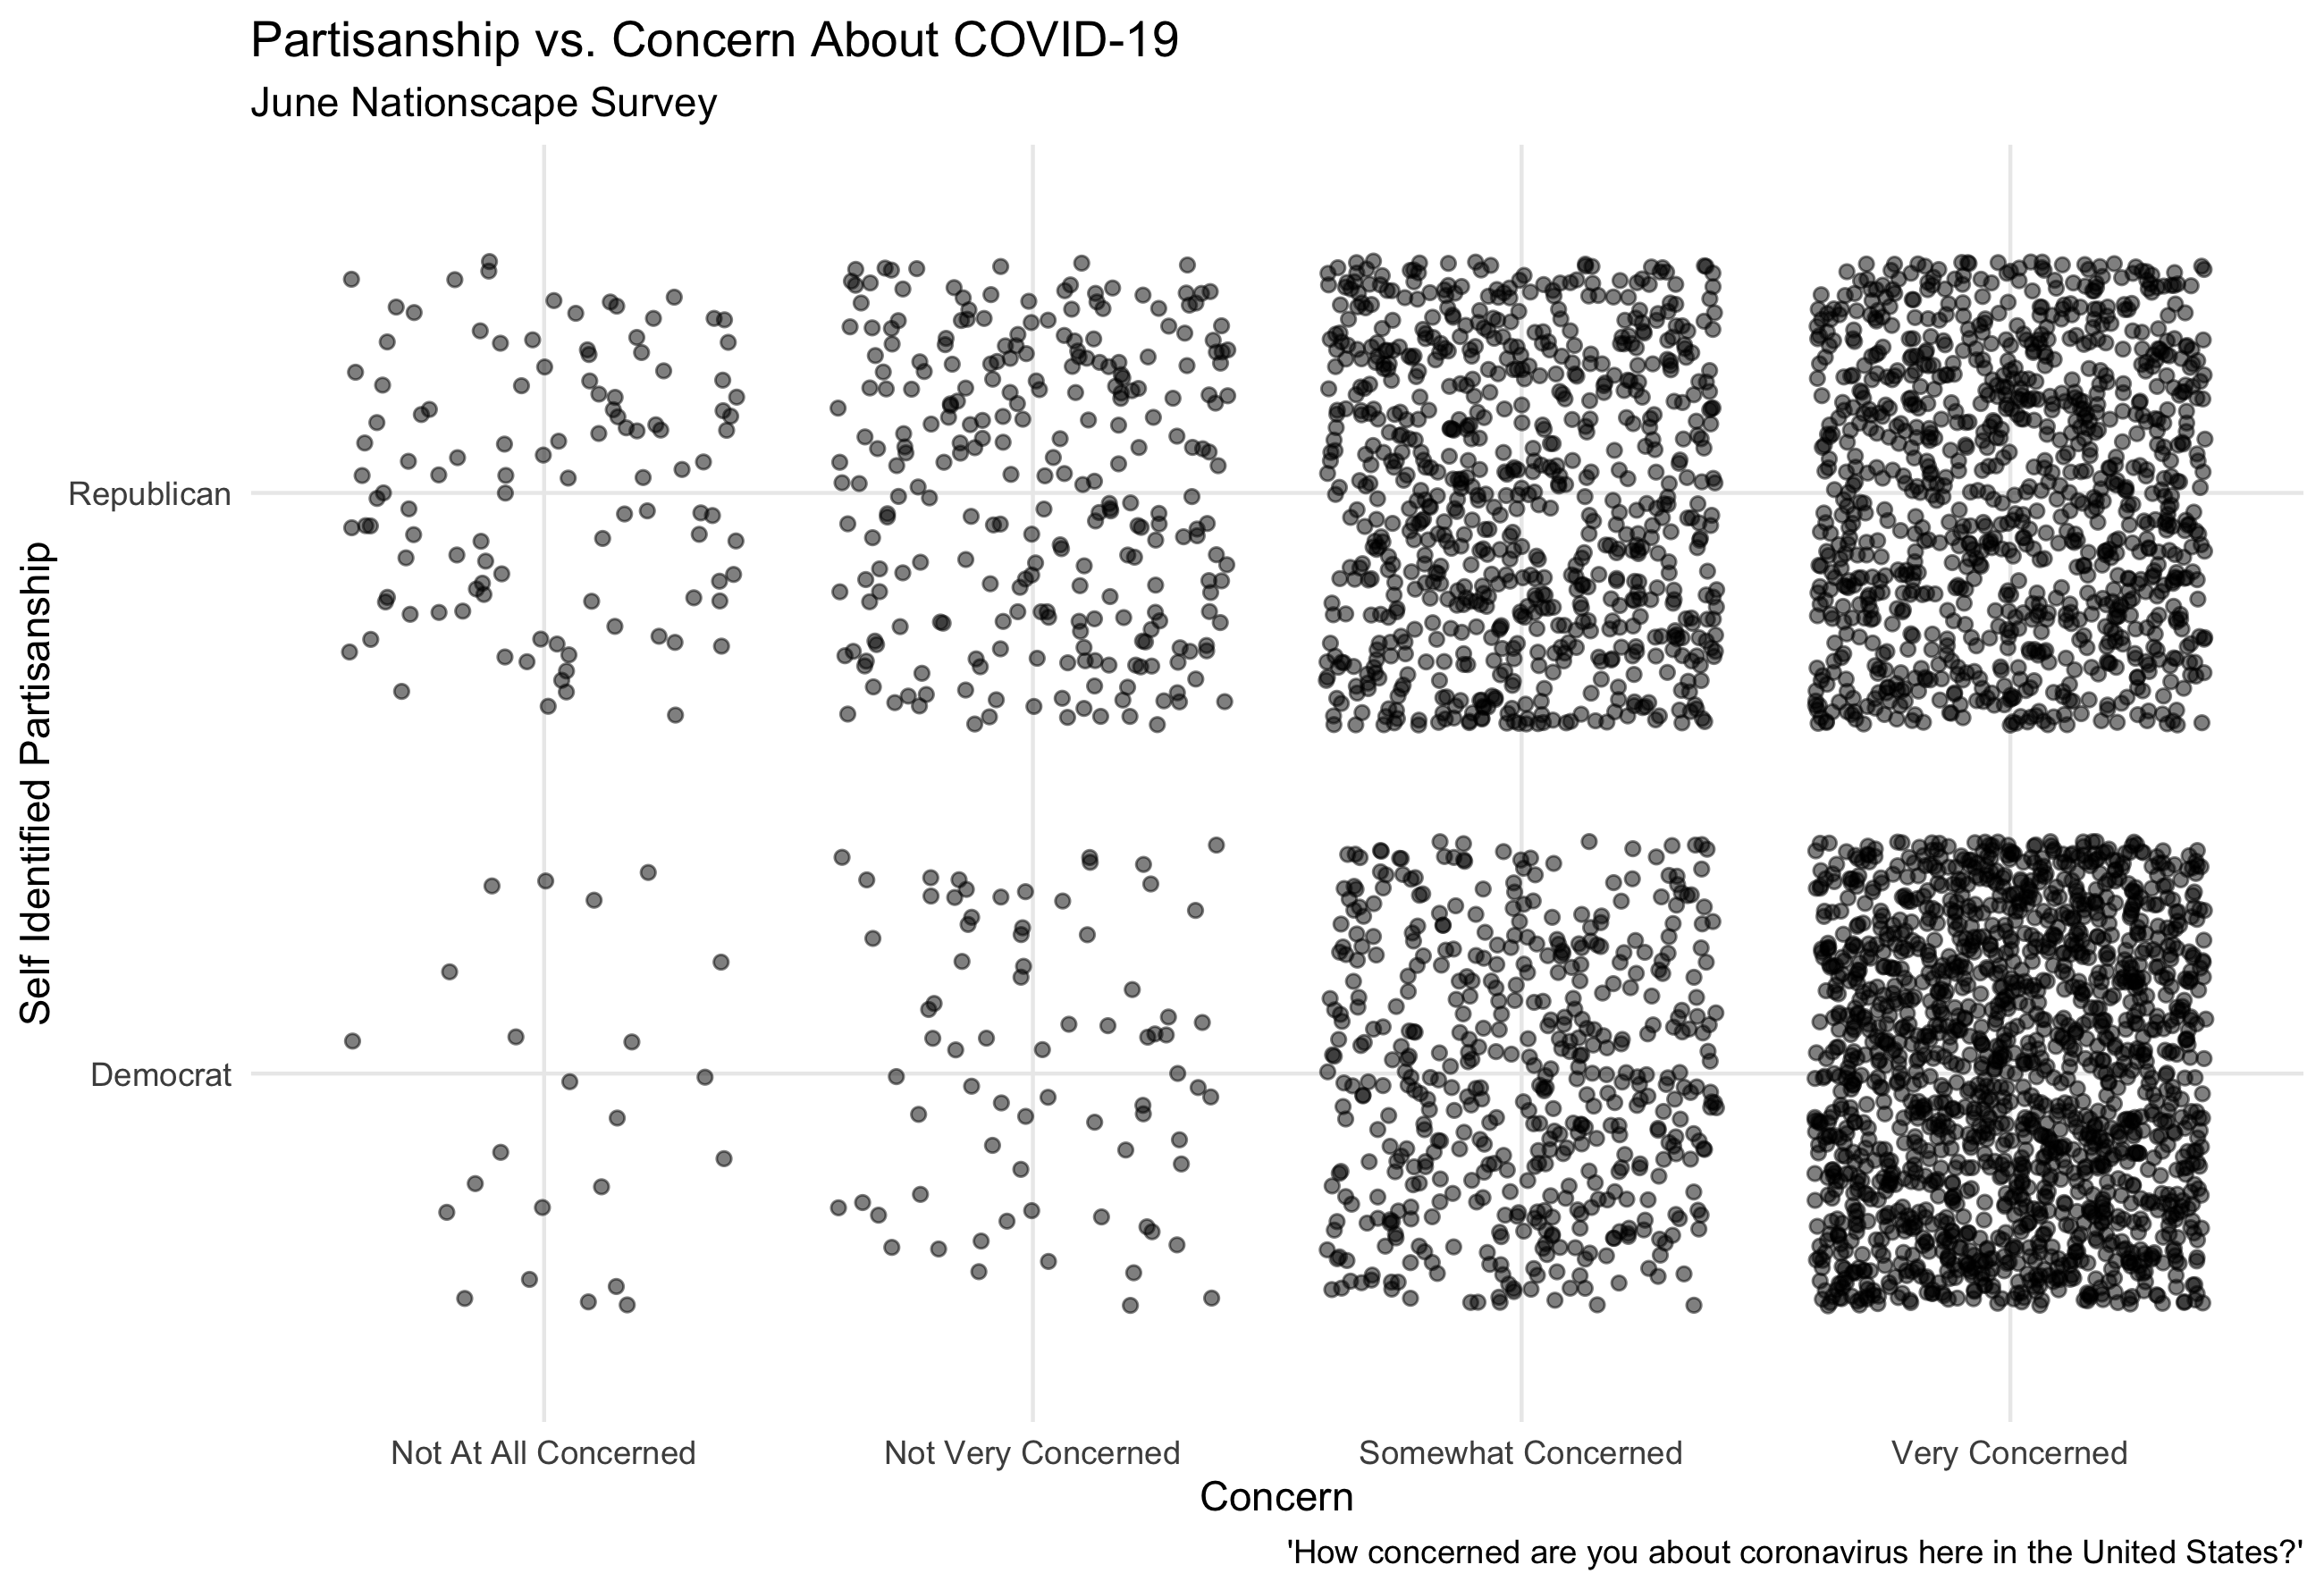 Partisanship vs. Concern About COVID-19
June Nationscape Survey
Self Identified Partisanship
Republican
Democrat
Not At All Concerned
Not Very Concerned
Somewhat Concerned
Very Concerned
Concern
'How concerned are you about coronavirus here in the United States?'